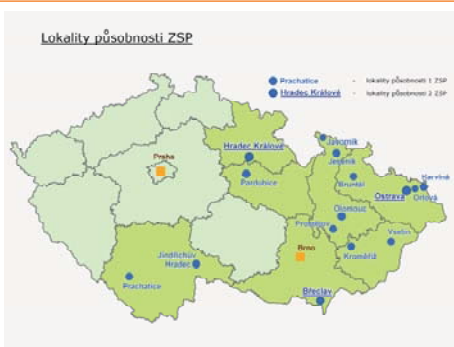 Lokality působnosti ZSP
Prachatice - lokality působnosti 1 ZSP
Hradec Králové - lokality působnosti 2 ZSP
Hradec Králové
Praha
Pardubice
Javorník
Jeseník
Bruntál
Karviná
Ostrava
Orlová
Olomouc
Prostějov
Vsetín
Jindřichův
Hradec
Brno
Kroměříž
Prachatice
Břeclav